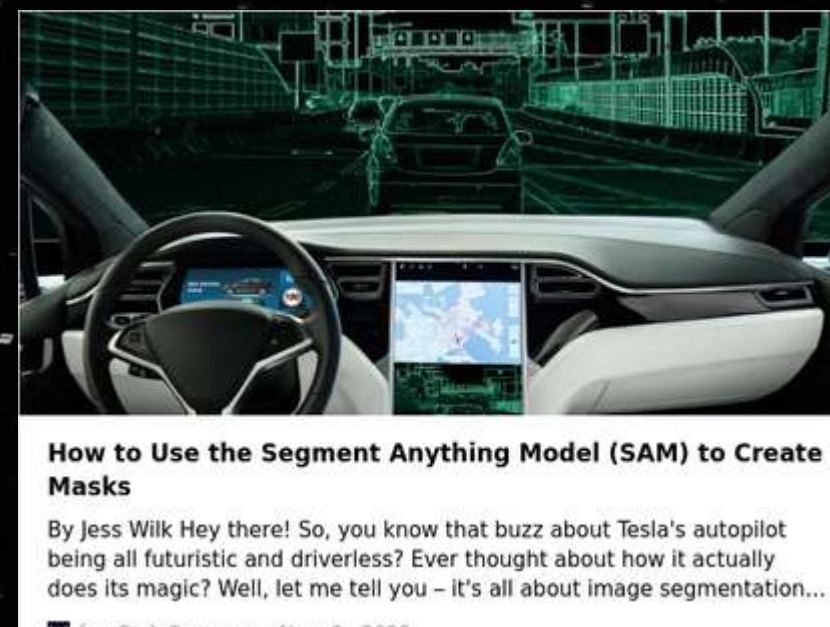 How to Use the Segment Anything Model (SAM) to Create
Masks
By Jess Wilk Hey there! So, you know that buzz about Tesla's autopilot
being all futuristic and driverless? Ever thought about how it actually
does its magic? Well, let me tell you – it's all about image segmentation...